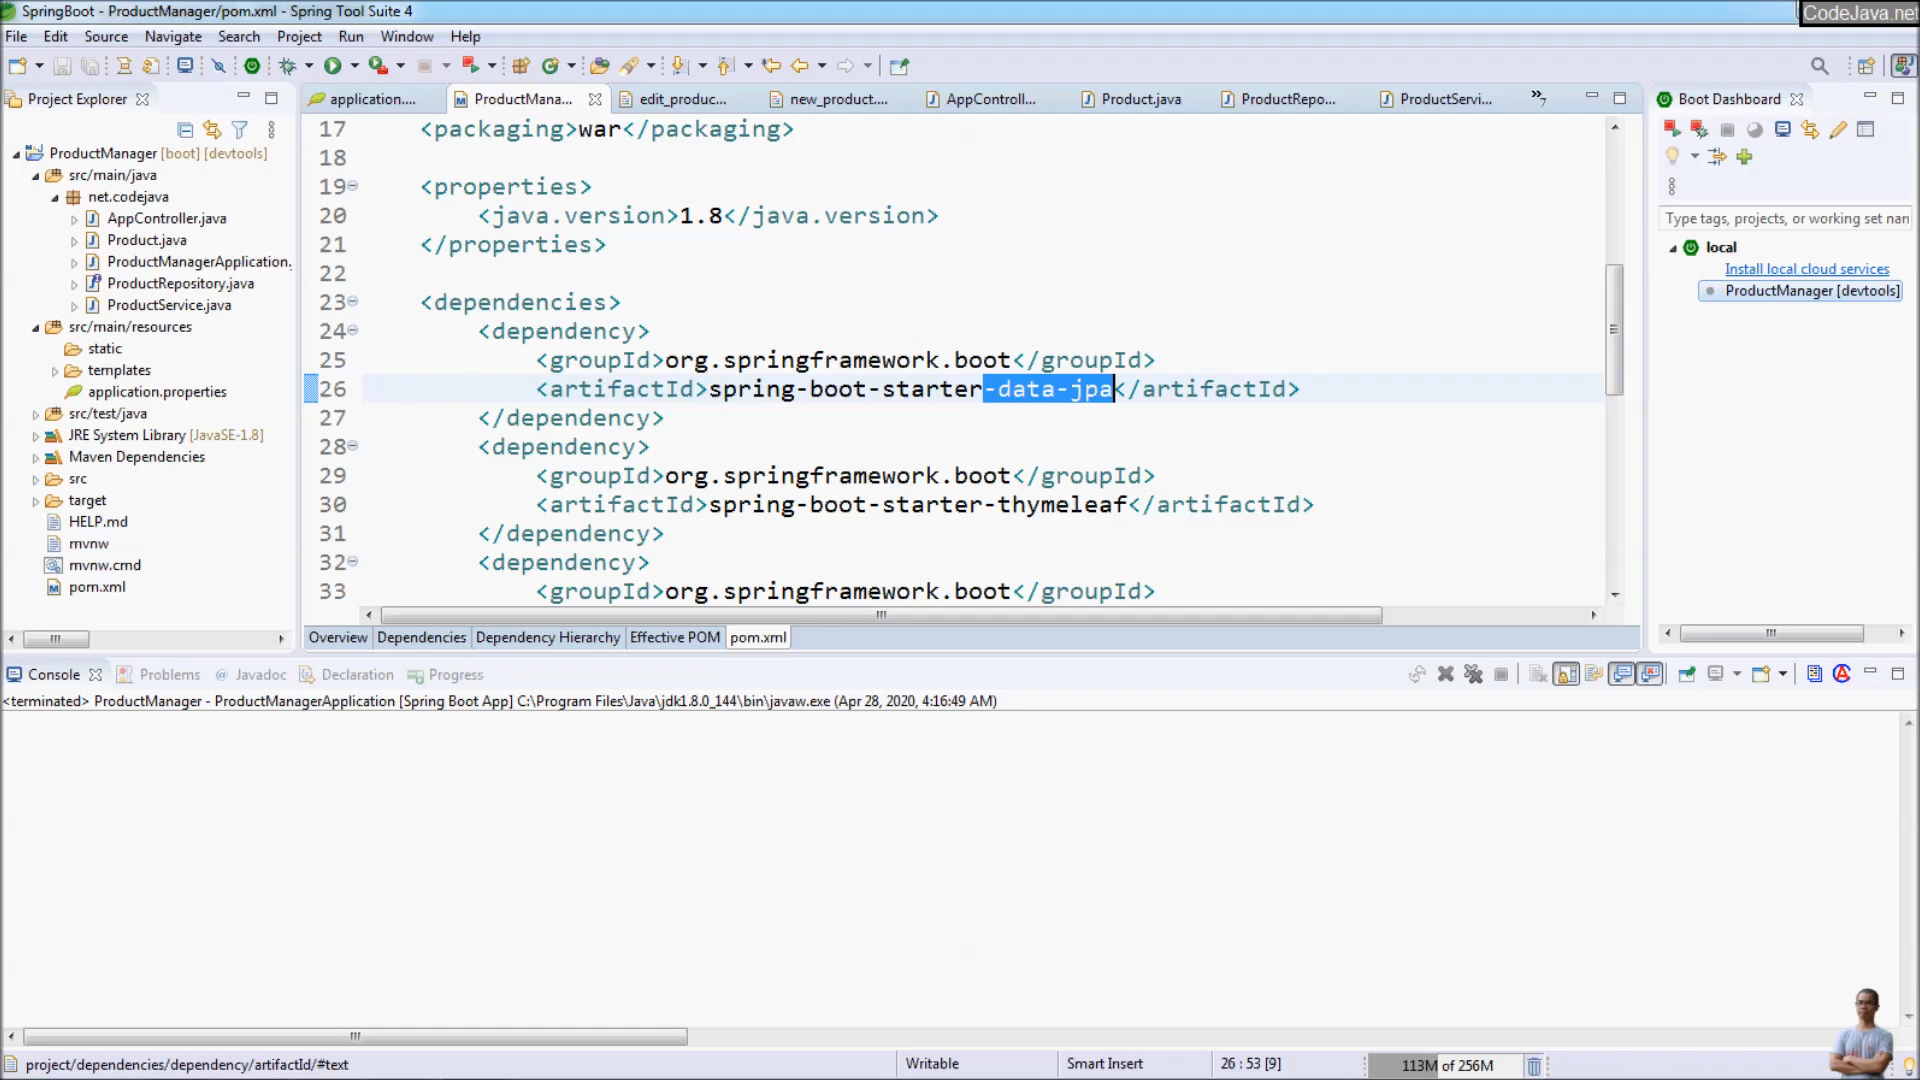 SpringBoot - ProductManager/pom.xml - Spring Tool Suite 4
CodeJava.net
File Edit Source Navigate Search Project Run Window Help
Project Explorer
application....
ProductMana...
edit_produc...
new_product....
AppControll...
Product.java
ProductRepo...
ProductServi...
»7
Boot Dashboard
ProductManager [boot] [devtools]
src/main/java
net.codejava
AppController.java
Product.java
ProductManagerApplication.
ProductRepository.java
ProductService.java
src/main/resources
static
templates
application.properties
src/test/java
JRE System Library [JavaSE-1.8]
Maven Dependencies
src
target
HELP.md
mvnw
mvnw.cmd
pom.xml
17 <packaging>war</packaging>
18
19 <properties>
20 <java.version>1.8</java.version>
21 </properties>
22
23 <dependencies>
24 <dependency>
25 <groupId>org.springframework.boot</groupId>
26 <artifactId>spring-boot-starter-data-jpa</artifactId>
27 </dependency>
28 <dependency>
29 <groupId>org.springframework.boot</groupId>
30 <artifactId>spring-boot-starter-thymeleaf</artifactId>
31 </dependency>
32 <dependency>
33 <groupId>org.springframework.boot</groupId>
Overview Dependencies Dependency Hierarchy Effective POM pom.xml
Type tags, projects, or working set nan
local
Install local cloud services
ProductManager [devtools]
Console Problems @ Javadoc Declaration Progress
<terminated> ProductManager - ProductManagerApplication [Spring Boot App] C:\Program Files\Java\jdk1.8.0_144\bin\javaw.exe (Apr 28, 2020, 4:16:49 AM)
project/dependencies/dependency/artifactId/#text
Writable
Smart Insert
26 : 53 [9]
113M of 256M